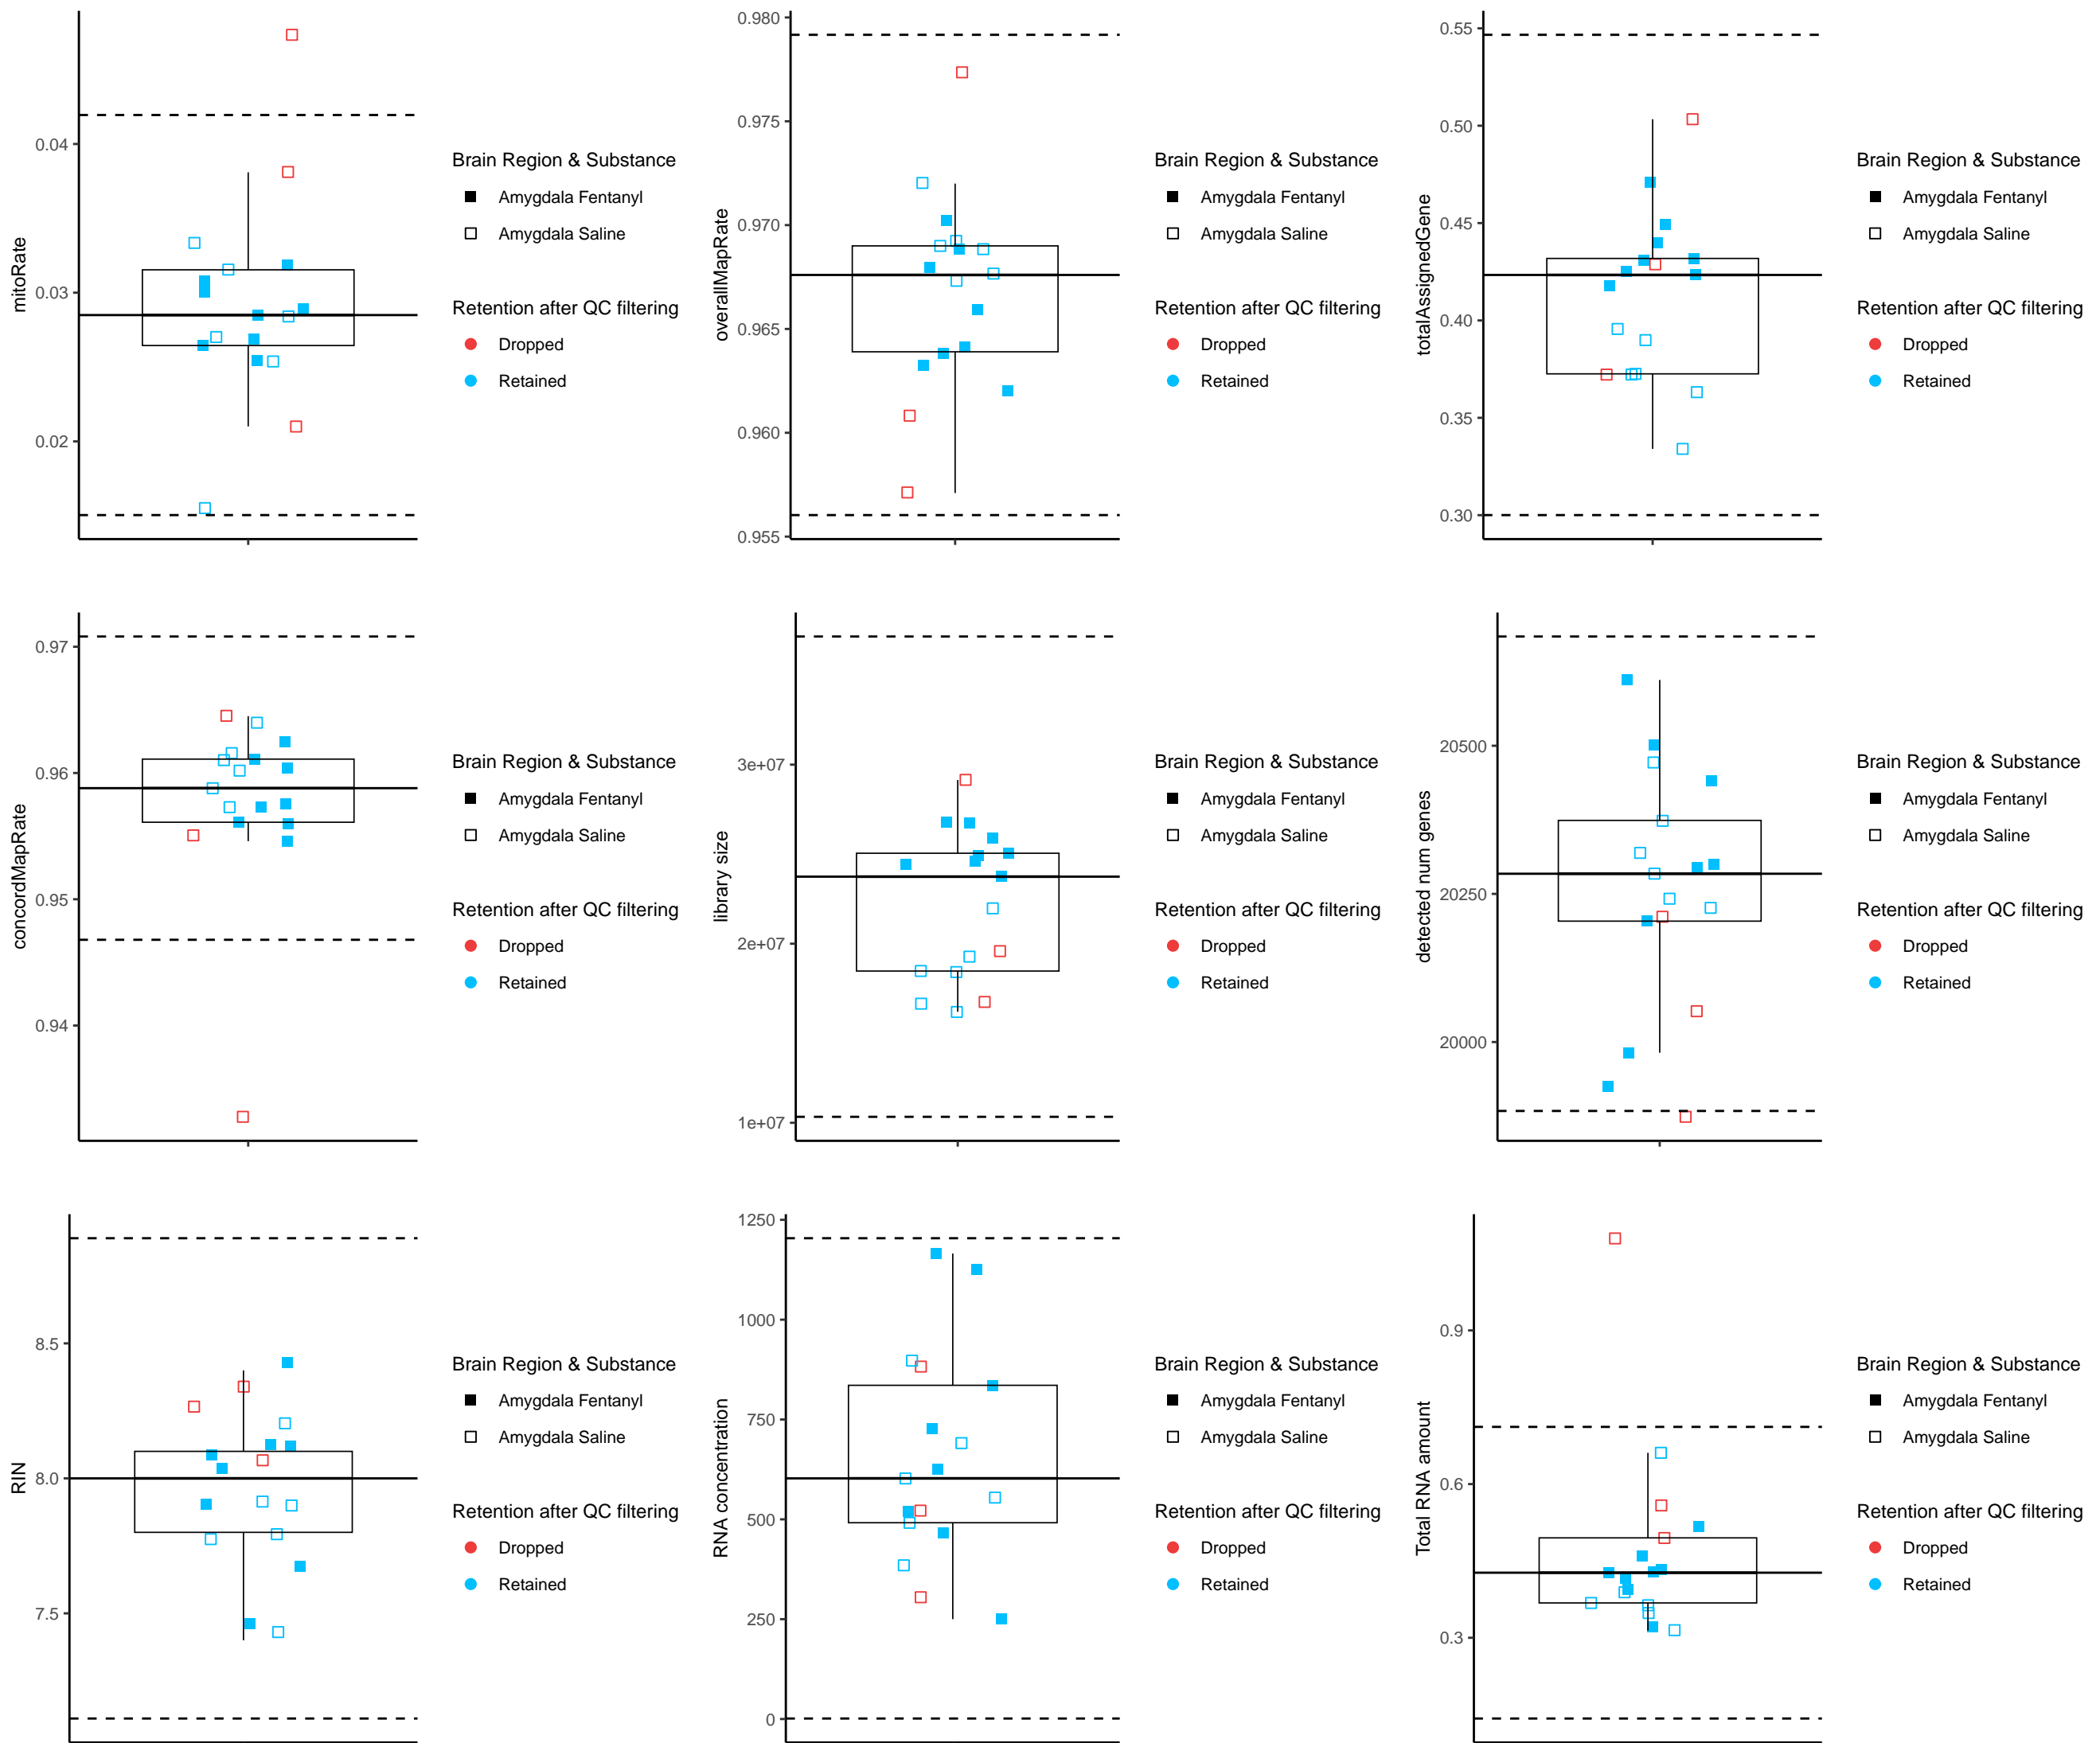 mitoRate
0.04
0.03
0.02
Brain Region & Substance
Amygdala Fentanyl
Amygdala Saline
Retention after QC filtering
Dropped
Retained
overallMapRate
0.980
0.975
0.970
0.965
0.960
0.955
Brain Region & Substance
Amygdala Fentanyl
Amygdala Saline
Retention after QC filtering
Dropped
Retained
totalAssignedGene
0.55
0.50
0.45
0.40
0.35
0.30
Brain Region & Substance
Amygdala Fentanyl
Amygdala Saline
Retention after QC filtering
Dropped
Retained
concordMapRate
0.97
0.96
0.95
0.94
Brain Region & Substance
Amygdala Fentanyl
Amygdala Saline
Retention after QC filtering
Dropped
Retained
library size
3e+07
2e+07
1e+07
Brain Region & Substance
Amygdala Fentanyl
Amygdala Saline
Retention after QC filtering
Dropped
Retained
detected num genes
20500
20250
20000
Brain Region & Substance
Amygdala Fentanyl
Amygdala Saline
Retention after QC filtering
Dropped
Retained
RIN
8.5
8.0
7.5
Brain Region & Substance
Amygdala Fentanyl
Amygdala Saline
Retention after QC filtering
Dropped
Retained
RNA concentration
1250
1000
750
500
250
0
Brain Region & Substance
Amygdala Fentanyl
Amygdala Saline
Retention after QC filtering
Dropped
Retained
Total RNA amount
0.9
0.6
0.3
Brain Region & Substance
Amygdala Fentanyl
Amygdala Saline
Retention after QC filtering
Dropped
Retained